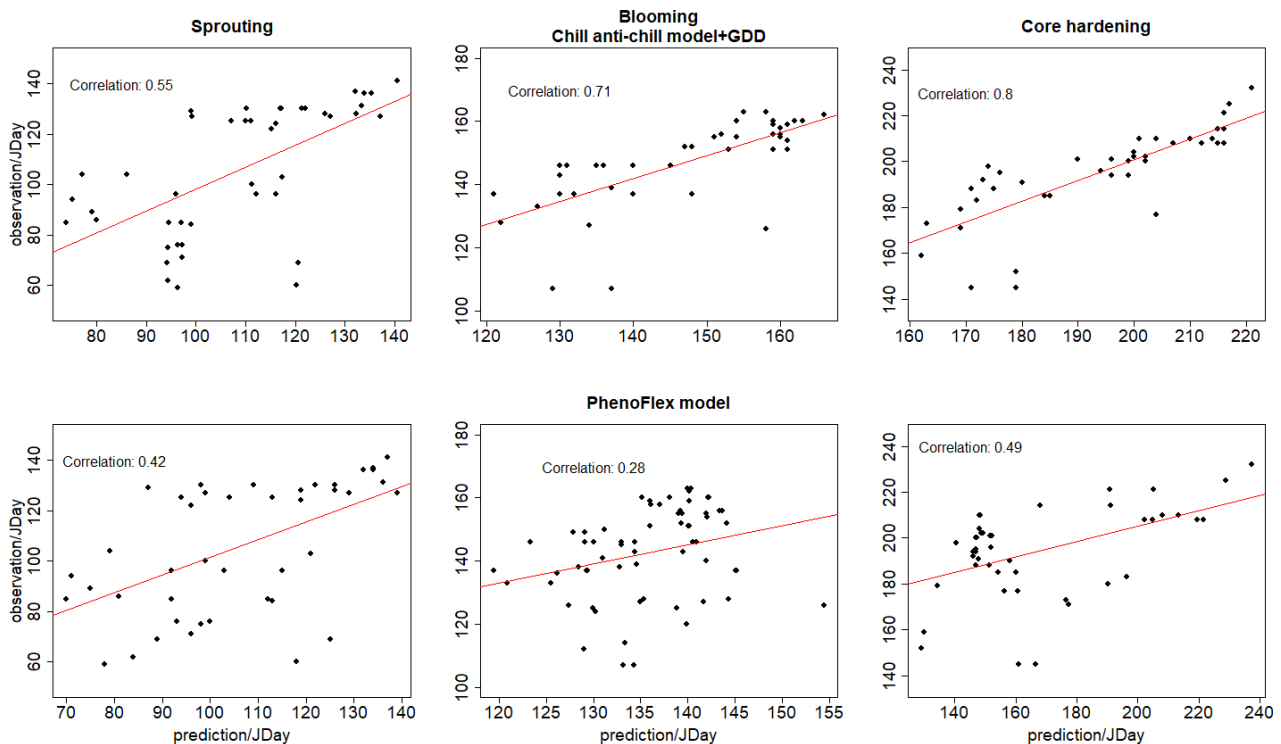 Sprouting
Blooming
Chill anti-chill model+GDD
Core hardening
Correlation: 0.55
Correlation: 0.71
Correlation: 0.8
observation/JDay
60 80 100 120 140
80 90 100 110 120 130 140
100 120 140 160 180
120 130 140 150 160
140 160 180 200 220 240
160 170 180 190 200 210 220
PhenoFlex model
Correlation: 0.42
Correlation: 0.28
Correlation: 0.49
observation/JDay
60 80 100 120 140
70 80 90 100 110 120 130 140
100 120 140 160 180
120 125 130 135 140 145 150 155
140 160 180 200 220 240
140 160 180 200 220 240
prediction/JDay
prediction/JDay
prediction/JDay